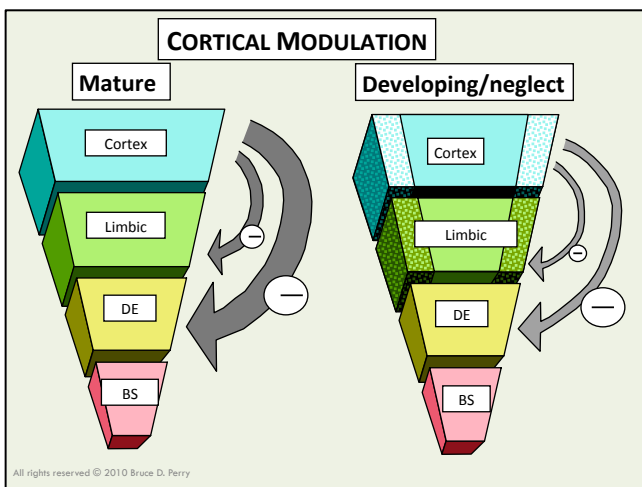 CORTICAL MODULATION
Mature
Cortex
Limbic
DE
BS
—
—
Developing/neglect
Cortex
Limbic
DE
BS
—
—
All rights reserved © 2010 Bruce D. Perry